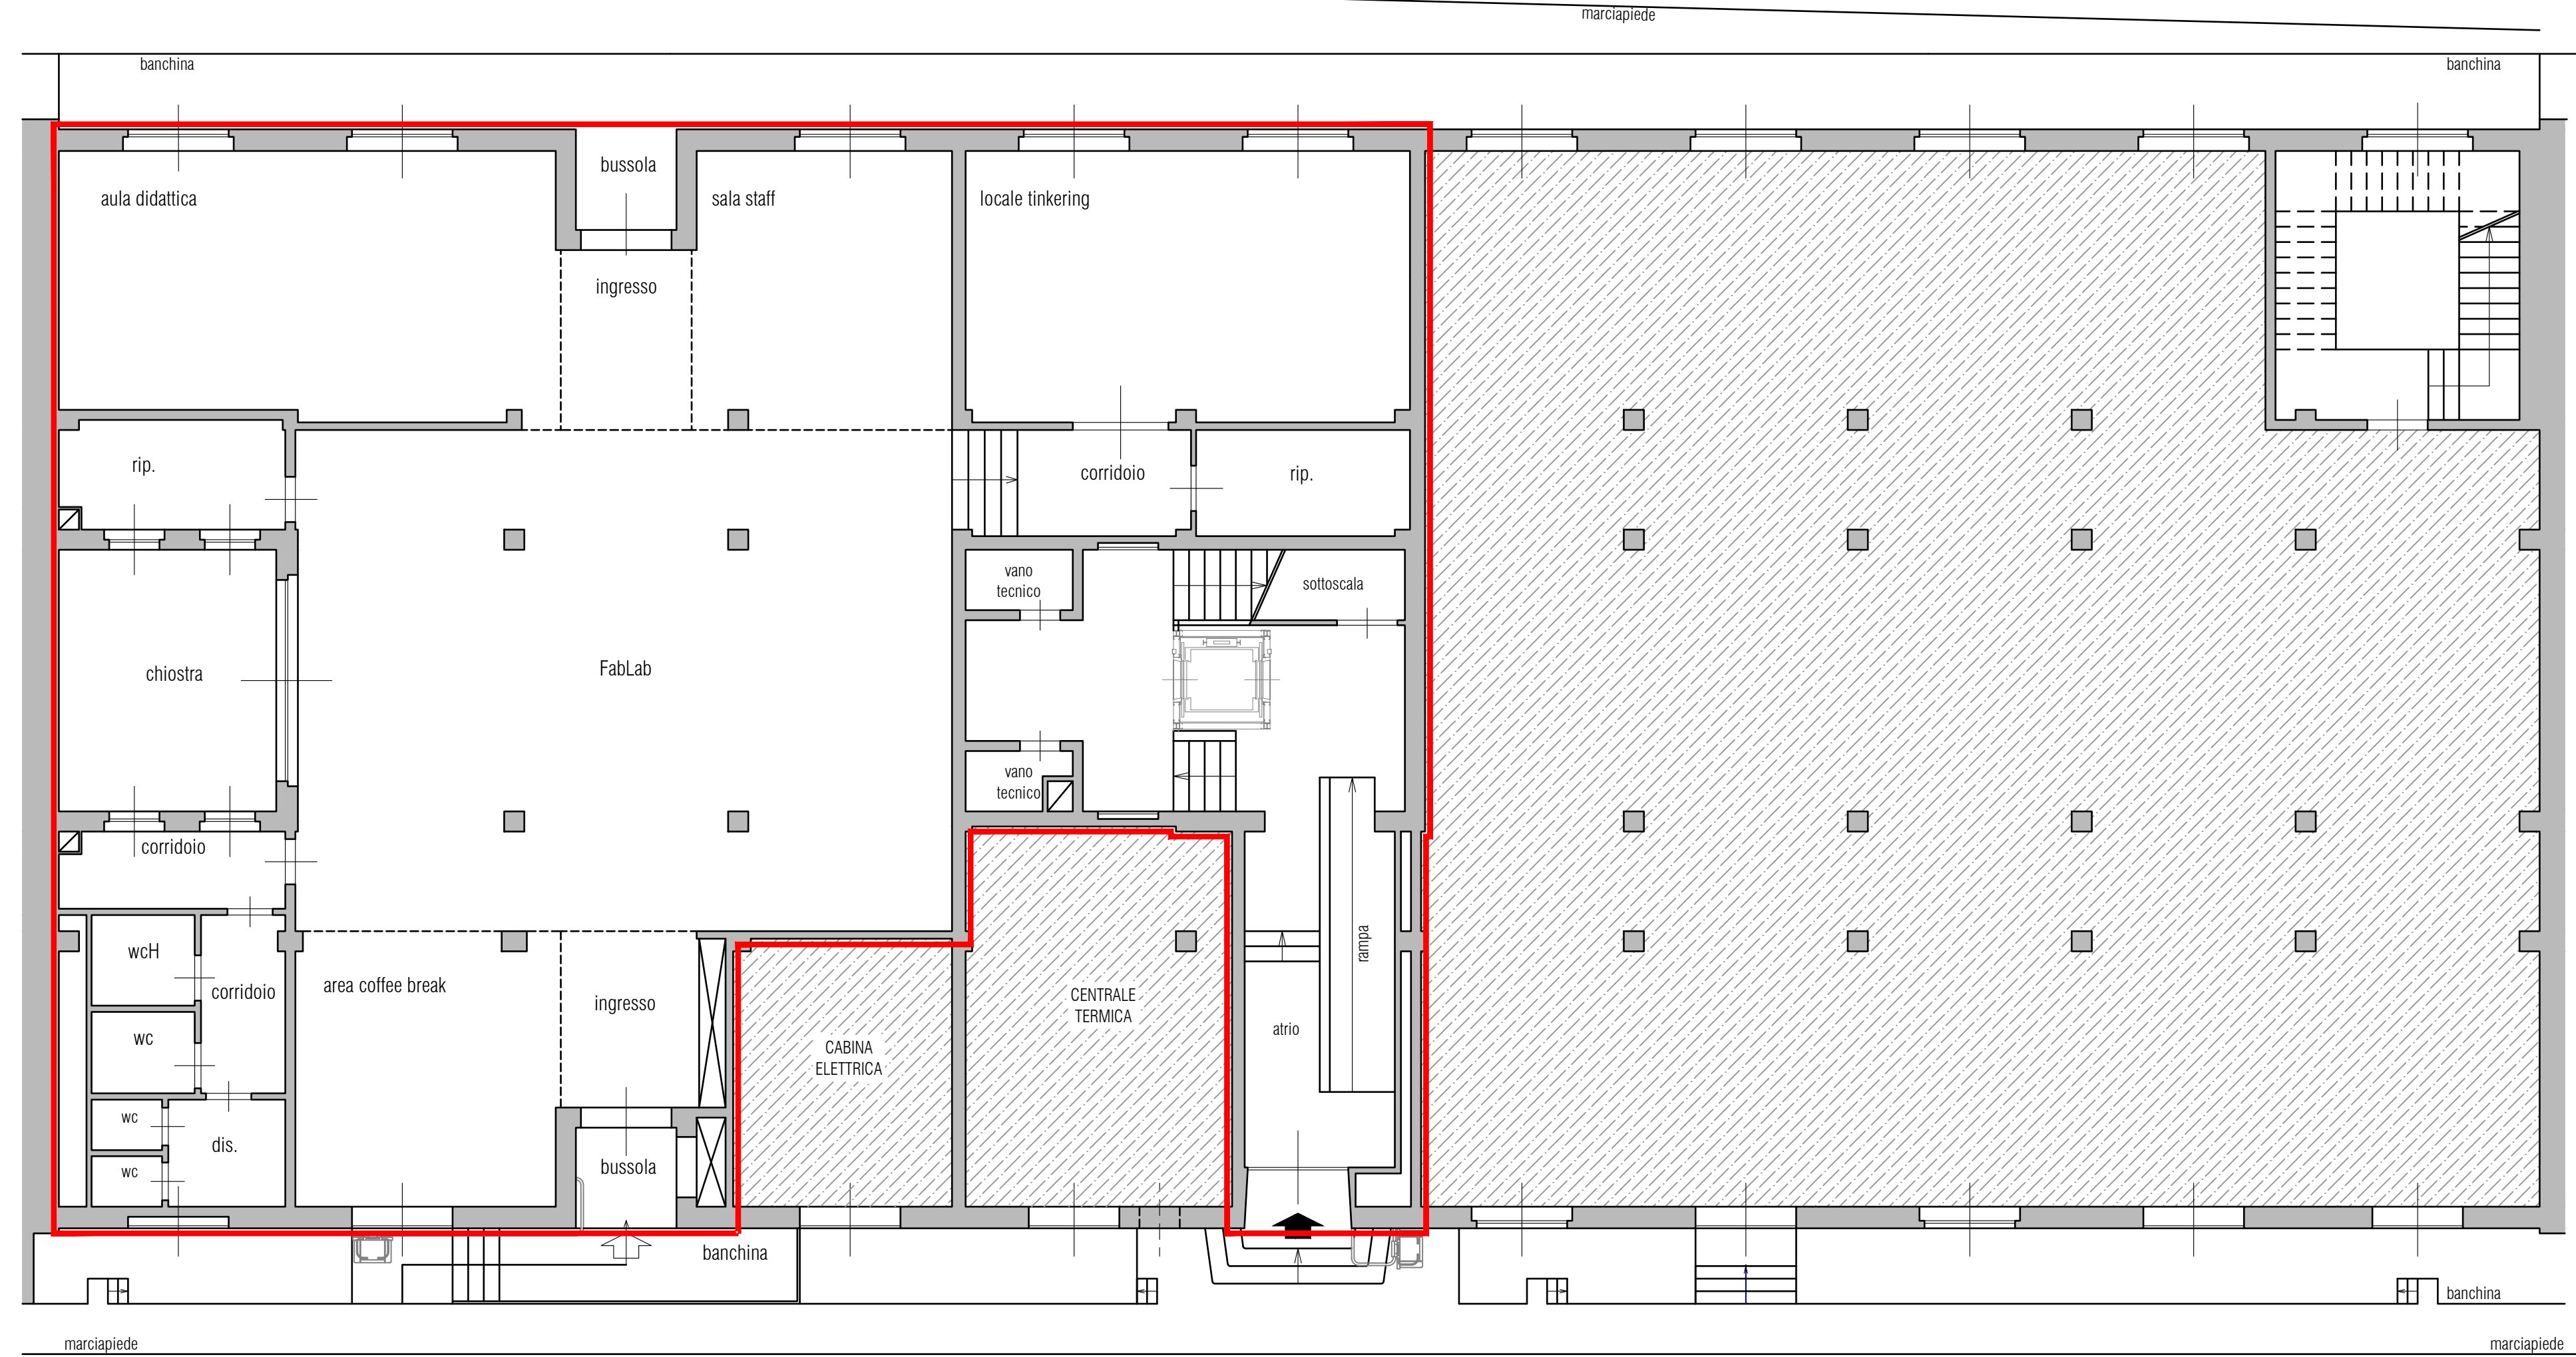 marciapiede
banchina
banchina
bussola
aula didattica
sala staff
locale tinkering
ingresso
rip.
corridoio
rip.
vano
tecnico
sottoscala
chiostra
FabLab
vano
tecnico
corridoio
rampa
wcH
corridoio
area coffee break
ingresso
CENTRALE
TERMICA
atrio
wc
CABINA
ELETTRICA
wc
dis.
bussola
wc
banchina
banchina
marciapiede
marciapiede